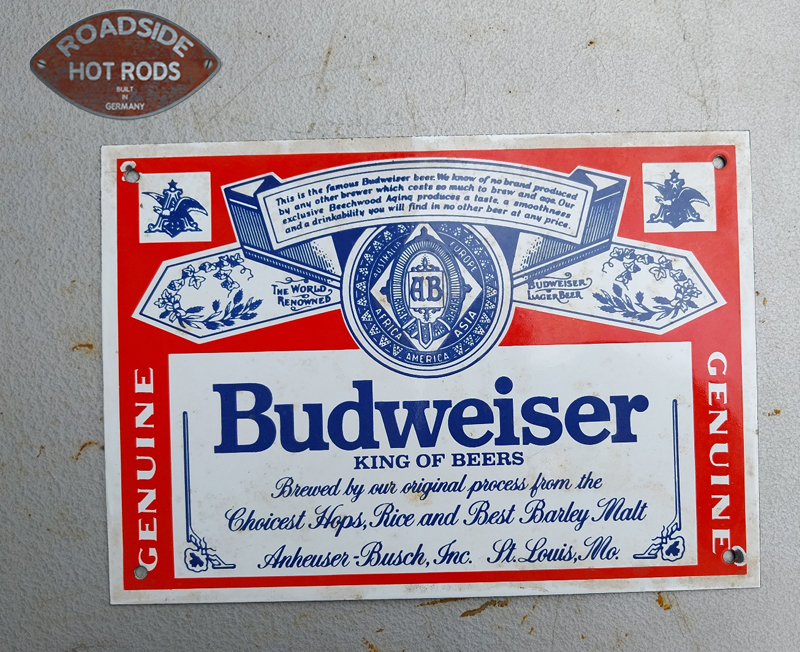 ROADSIDE
HOT RODS
BUILT
IN
GERMANY
This is the famous Budweiser beer. We know of no brand produced
by any other brewer which costs so much to brew and age. Our
exclusive Beechwood Aging produces a taste, a smoothness
and a drinkability you will find in no other beer at any price.
AUSTRALIA
EUROPE
AFRICA
ASIA
AMERICA
AB
THE WORLD
RENOWNED
BUDWEISER
LAGER BEER
GENUINE
GENUINE
Budweiser
KING OF BEERS
Brewed by our original process from the
Choicest Hops, Rice and Best Barley Malt
Anheuser-Busch, Inc. St. Louis, Mo.